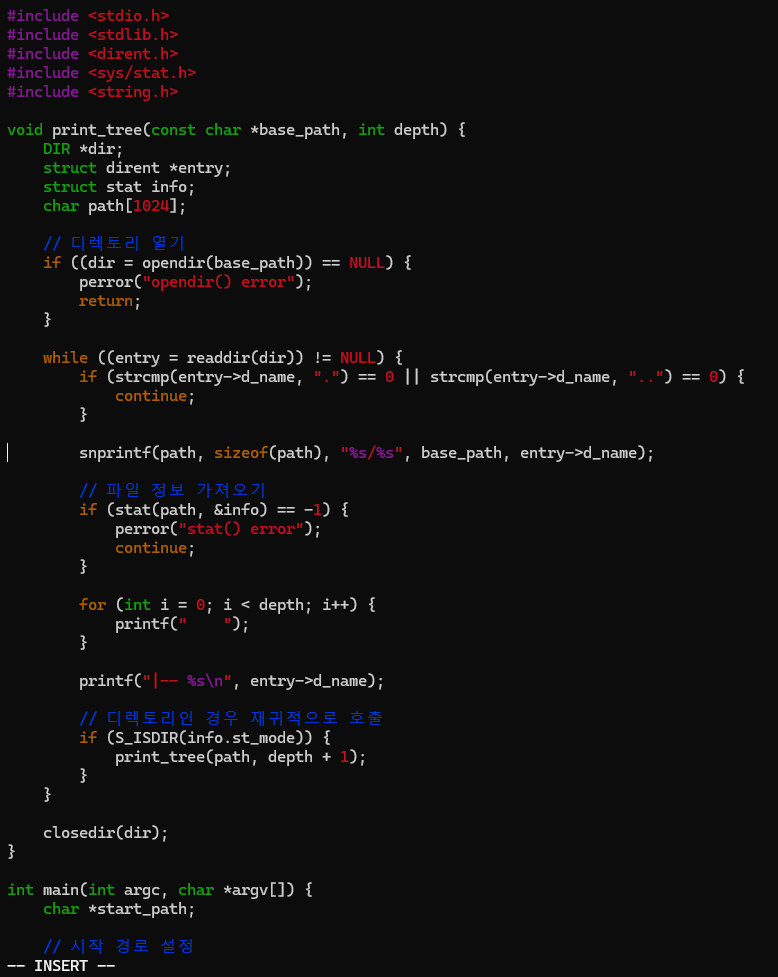 #include <stdio.h>
#include <stdlib.h>
#include <dirent.h>
#include <sys/stat.h>
#include <string.h>

void print_tree(const char *base_path, int depth) {
    DIR *dir;
    struct dirent *entry;
    struct stat info;
    char path[1024];

    // 디렉토리 열기
    if ((dir = opendir(base_path)) == NULL) {
        perror("opendir() error");
        return;
    }

    while ((entry = readdir(dir)) != NULL) {
        if (strcmp(entry->d_name, ".") == 0 || strcmp(entry->d_name, "..") == 0) {
            continue;
        }

        snprintf(path, sizeof(path), "%s/%s", base_path, entry->d_name);

        // 파일 정보 가져오기
        if (stat(path, &info) == -1) {
            perror("stat() error");
            continue;
        }

        for (int i = 0; i < depth; i++) {
            printf("    ");
        }

        printf("|-- %s\n", entry->d_name);

        // 디렉토리인 경우 재귀적으로 호출
        if (S_ISDIR(info.st_mode)) {
            print_tree(path, depth + 1);
        }
    }

    closedir(dir);
}

int main(int argc, char *argv[]) {
    char *start_path;

    // 시작 경로 설정
-- INSERT --